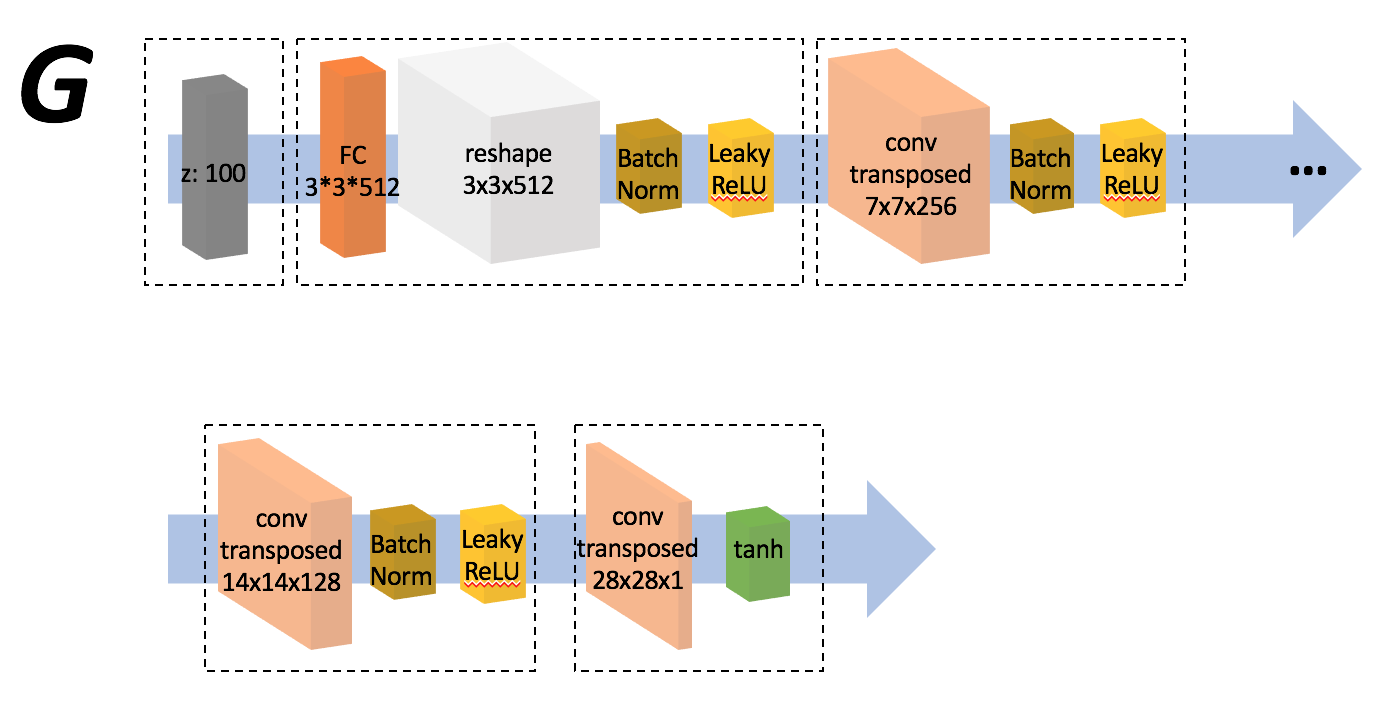 G
z: 100
FC
3*3*512
reshape
3x3x512
Batch
Norm
Leaky
ReLU
conv
transposed
7x7x256
Batch
Norm
Leaky
ReLU
...
conv
transposed
14x14x128
Batch
Norm
Leaky
ReLU
conv
transposed
28x28x1
tanh